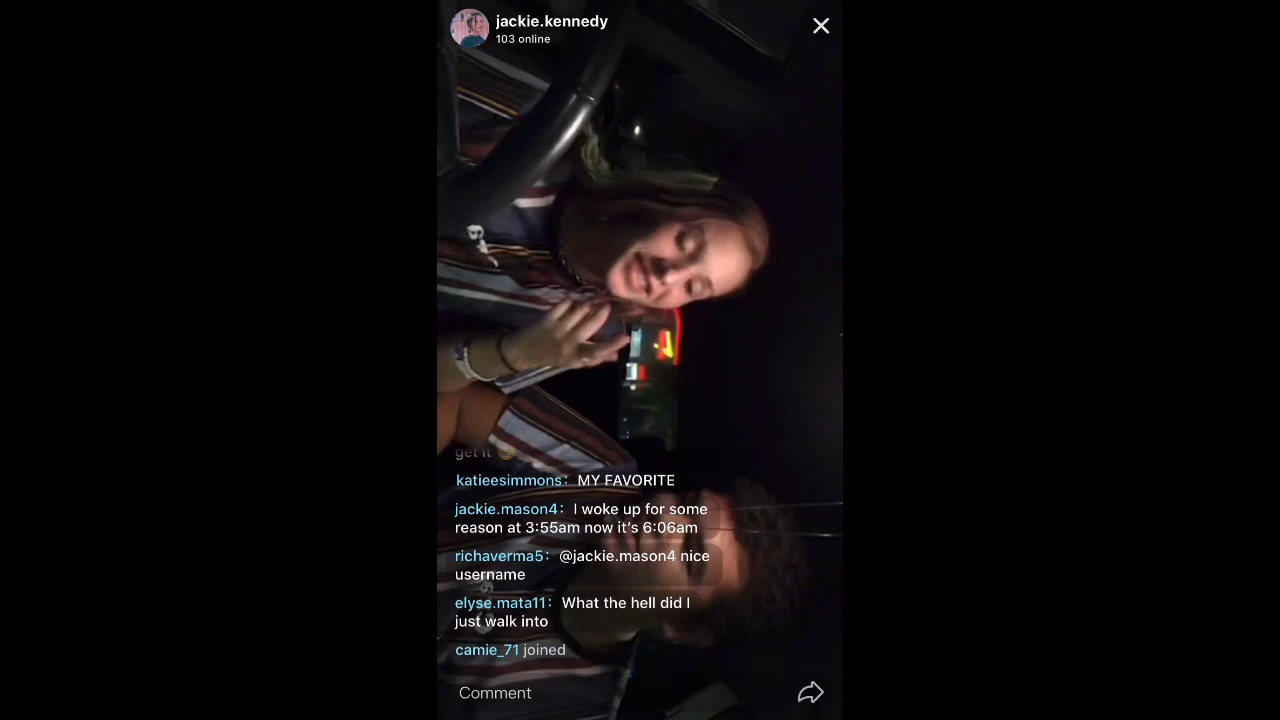 jackie.kennedy
103 online
get it
katieesimmons: MY FAVORITE
jackie.mason4: I woke up for some
reason at 3:55am now it’s 6:06am
richaverma5: @jackie.mason4 nice
username
elyse.mata11: What the hell did I
just walk into
camie_71 joined
Comment